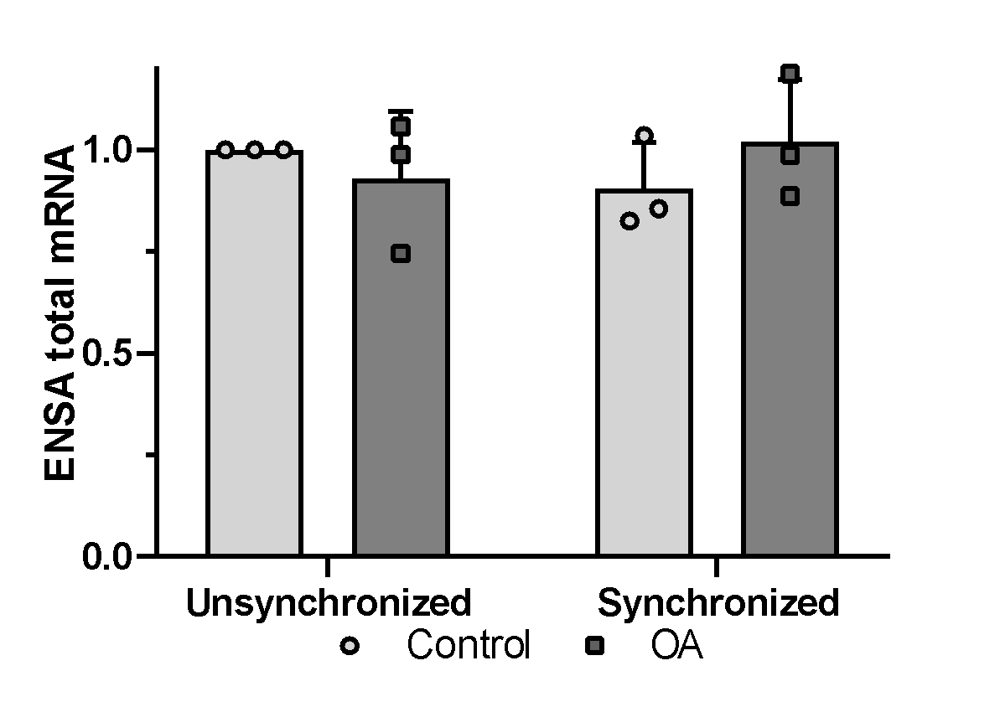 ENSA total mRNA
1.0
0.5
0.0
Unsynchronized Synchronized
Control OA